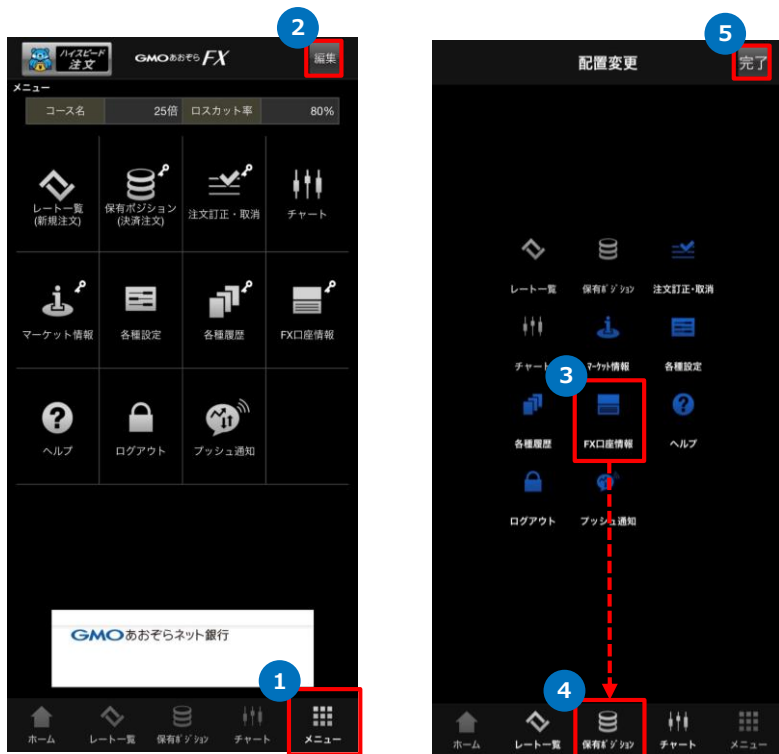 2
ハイスピード
注文
GMOあおぞらFX
編集
メニュー
コース名 25倍 ロスカット率 80%
レート一覧
(新規注文)
保有ポジション
(決済注文)
注文訂正・取消
チャート
マーケット情報
各種設定
各種履歴
FX口座情報
ヘルプ
ログアウト
プッシュ通知
GMOあおぞらネット銀行
1
ホーム
レート一覧
保有ﾎﾟｼﾞｼｮﾝ
チャート
メニュー
5
配置変更
完了
レート一覧
保有ﾎﾟｼﾞｼｮﾝ
注文訂正・取消
チャート
ﾏｰｹｯﾄ情報
各種設定
3
各種履歴
FX口座情報
ヘルプ
ログアウト
プッシュ通知
4
ホーム
レート一覧
保有ﾎﾟｼﾞｼｮﾝ
チャート
メニュー